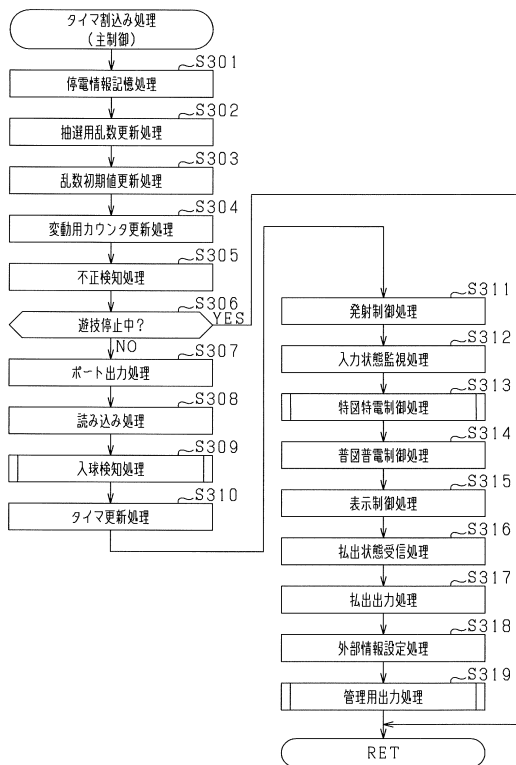 タイマ割込み処理
(主制御)
S301
停電情報記憶処理
S302
抽選用乱数更新処理
S303
乱数初期値更新処理
S304
変動用カウンタ更新処理
S305
不正検知処理
S306
遊技停止中?
YES
NO
S307
ポート出力処理
S308
読み込み処理
S309
入球検知処理
S310
タイマ更新処理
S311
発射制御処理
S312
入力状態監視処理
S313
特図特電制御処理
S314
普図普電制御処理
S315
表示制御処理
S316
払出状態受信処理
S317
払出出力処理
S318
外部情報設定処理
S319
管理用出力処理
RET